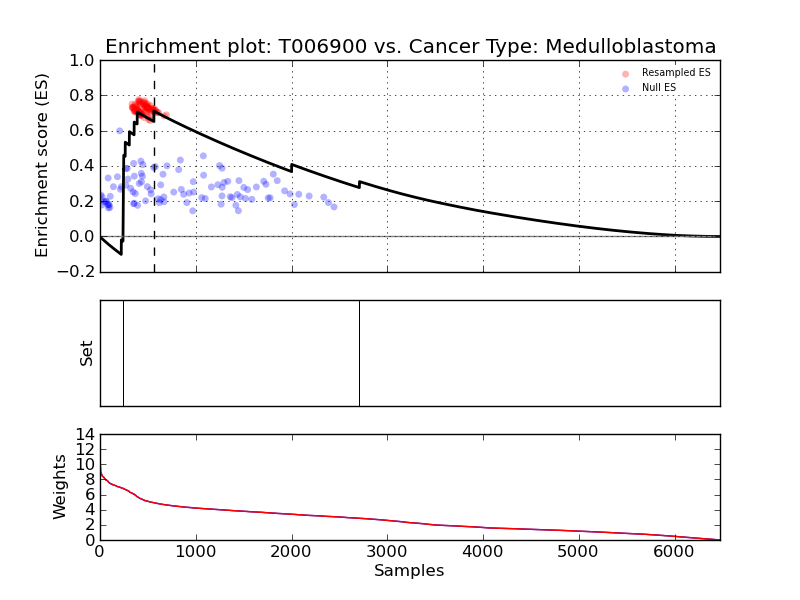 Enrichment plot: T006900 vs. Cancer Type: Medulloblastoma
1.0
0.8
0.6
0.4
0.2
0.0
−0.2
Enrichment score (ES)
Resampled ES
Null ES
Set
14
12
10
8
6
4
2
0
Weights
0 1000 2000 3000 4000 5000 6000
Samples